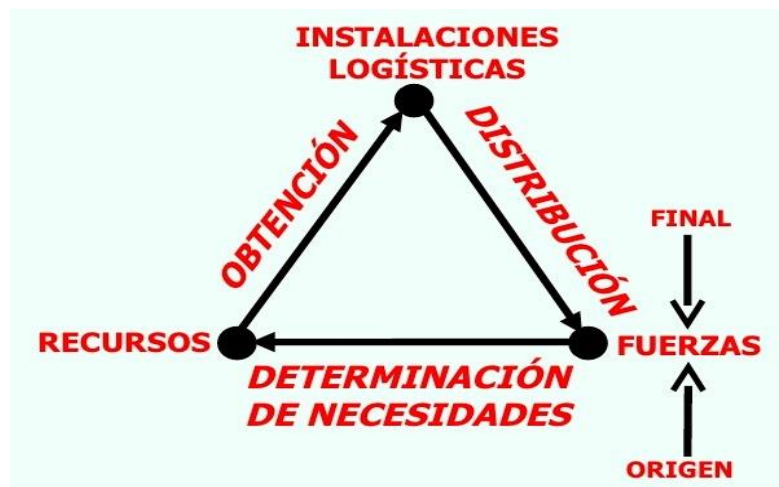 INSTALACIONES
LOGÍSTICAS
OBTENCIÓN
DISTRIBUCIÓN
FINAL
RECURSOS
FUERZAS
DETERMINACIÓN
DE NECESIDADES
ORIGEN